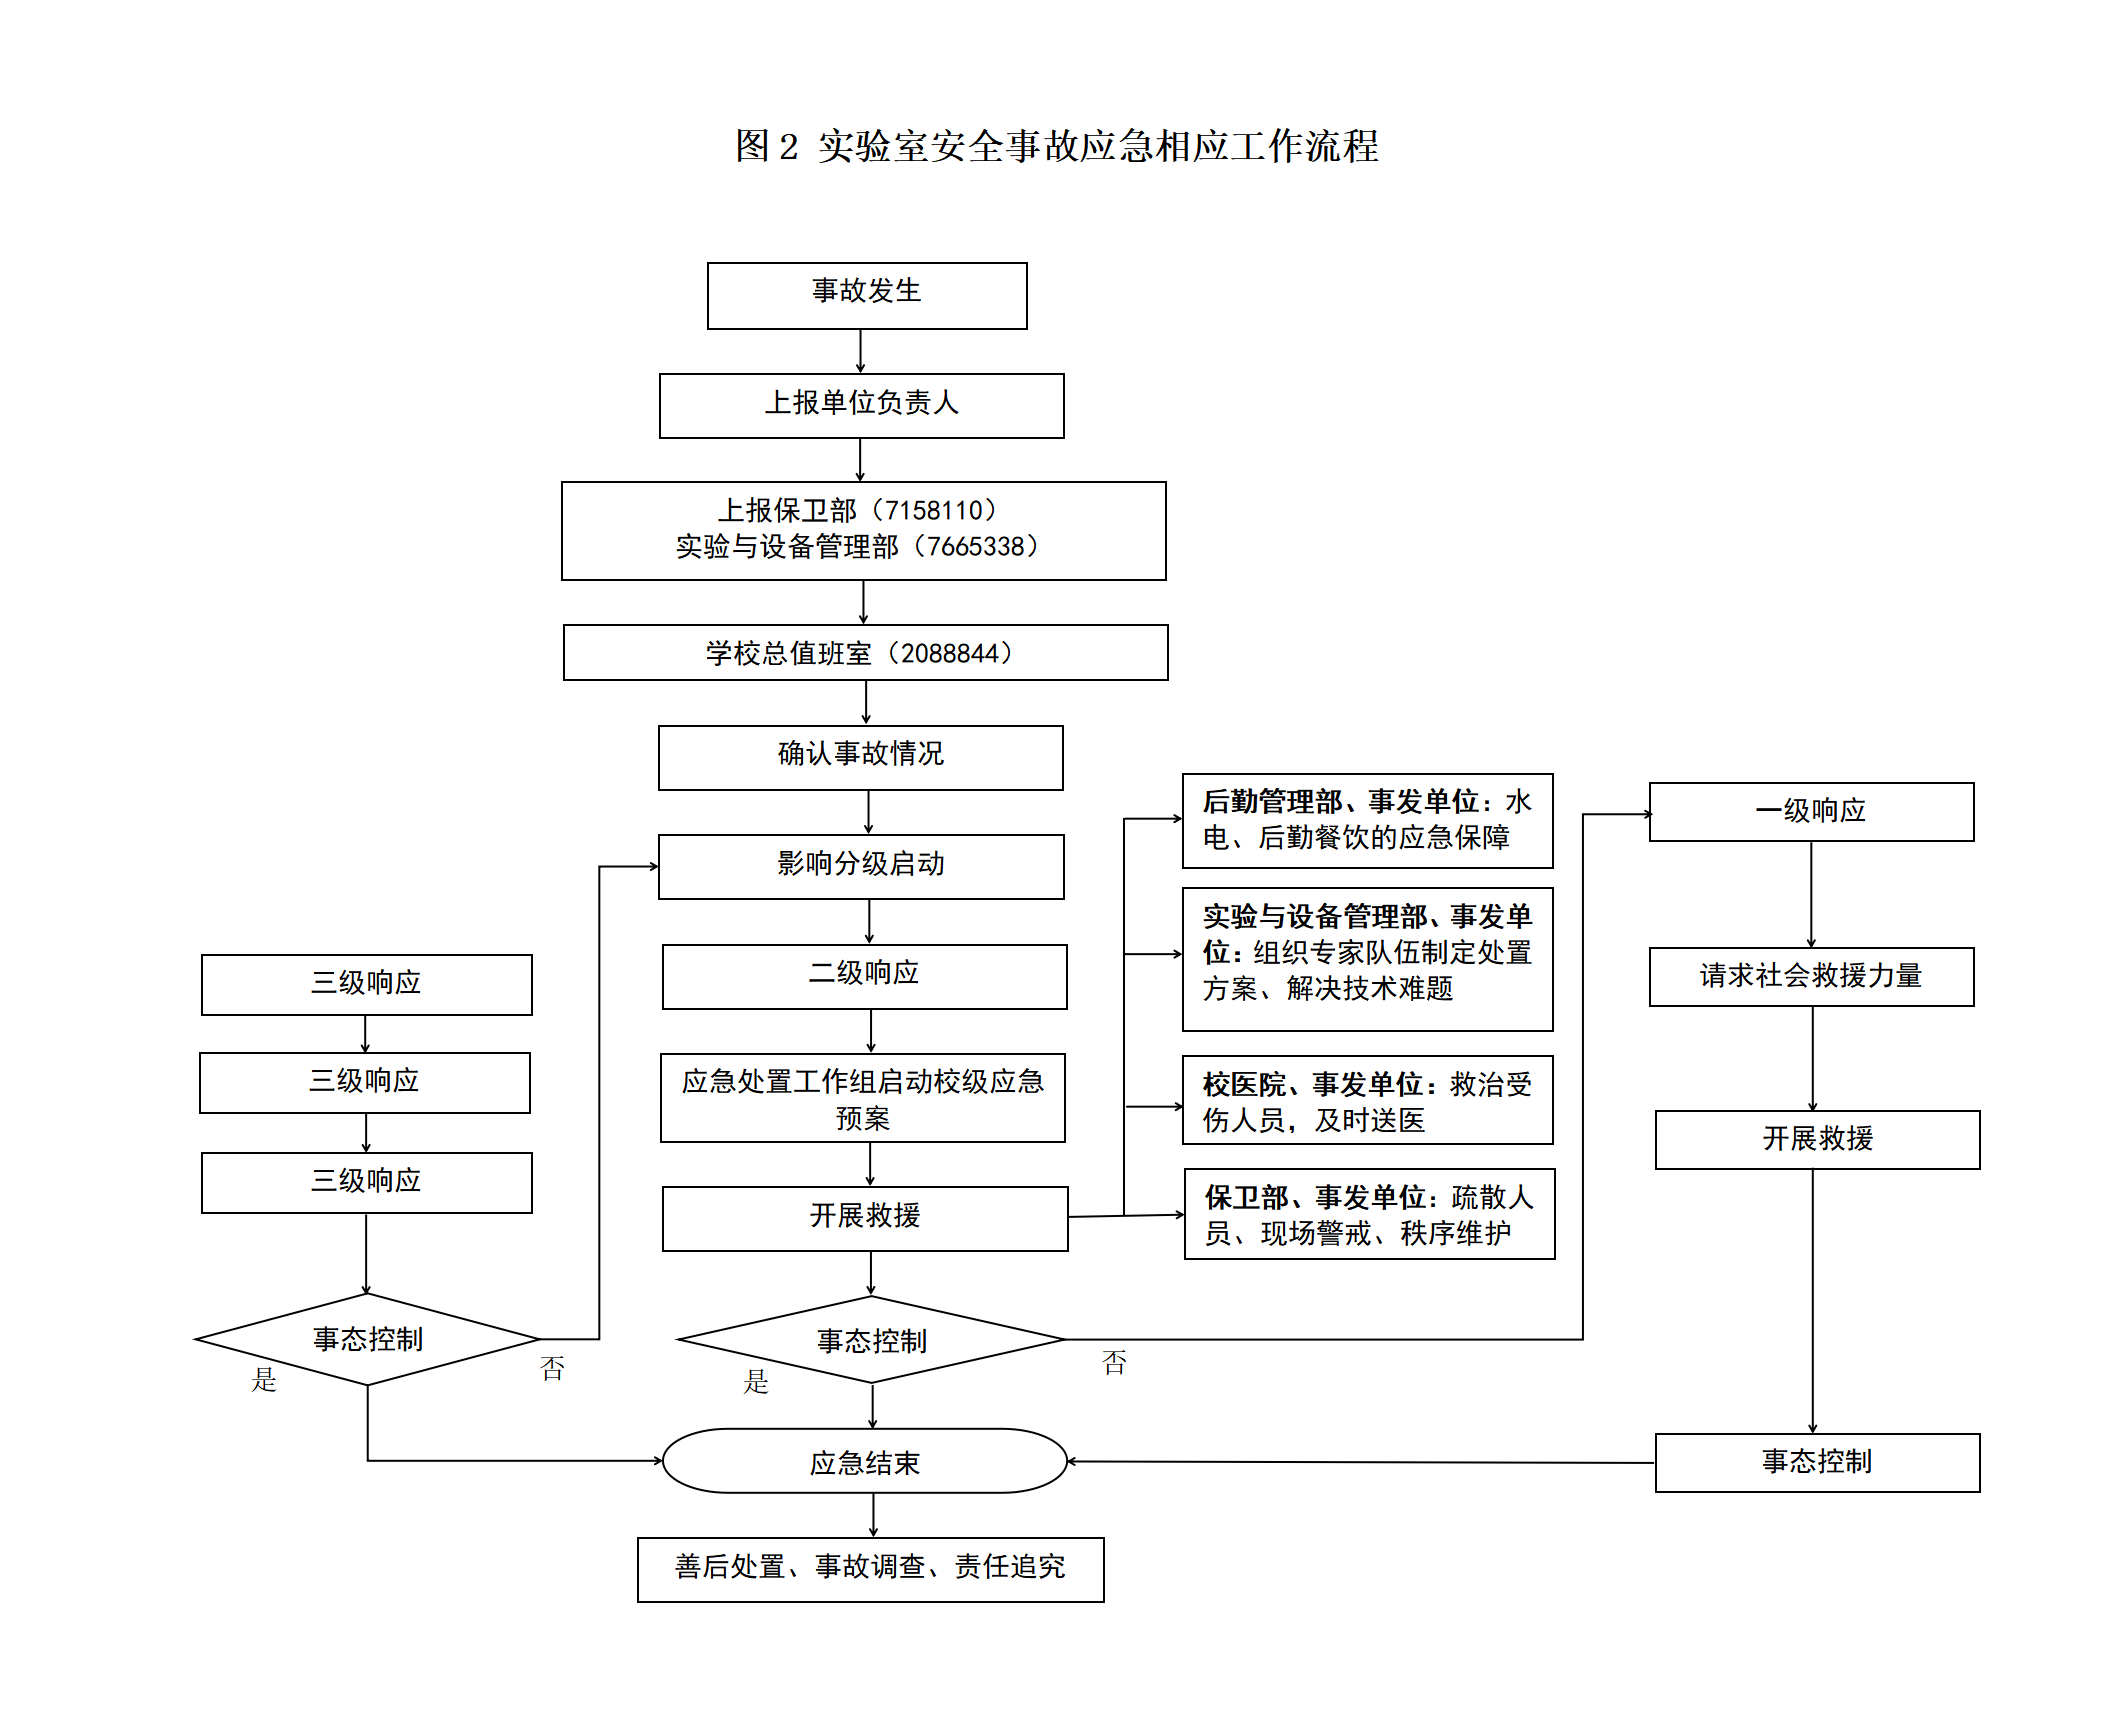 图2 实验室安全事故应急相应工作流程
事故发生
上报单位负责人
上报保卫部（7158110）
实验与设备管理部（7665338）
学校总值班室（2088844）
确认事故情况
影响分级启动
二级响应
应急处置工作组启动校级应急
预案
开展救援
事态控制
是
否
三级响应
三级响应
三级响应
事态控制
是
否
后勤管理部、事发单位：水
电、后勤餐饮的应急保障
实验与设备管理部、事发单
位：组织专家队伍制定处置
方案、解决技术难题
校医院、事发单位：救治受
伤人员，及时送医
保卫部、事发单位：疏散人
员、现场警戒、秩序维护
一级响应
请求社会救援力量
开展救援
事态控制
应急结束
善后处置、事故调查、责任追究